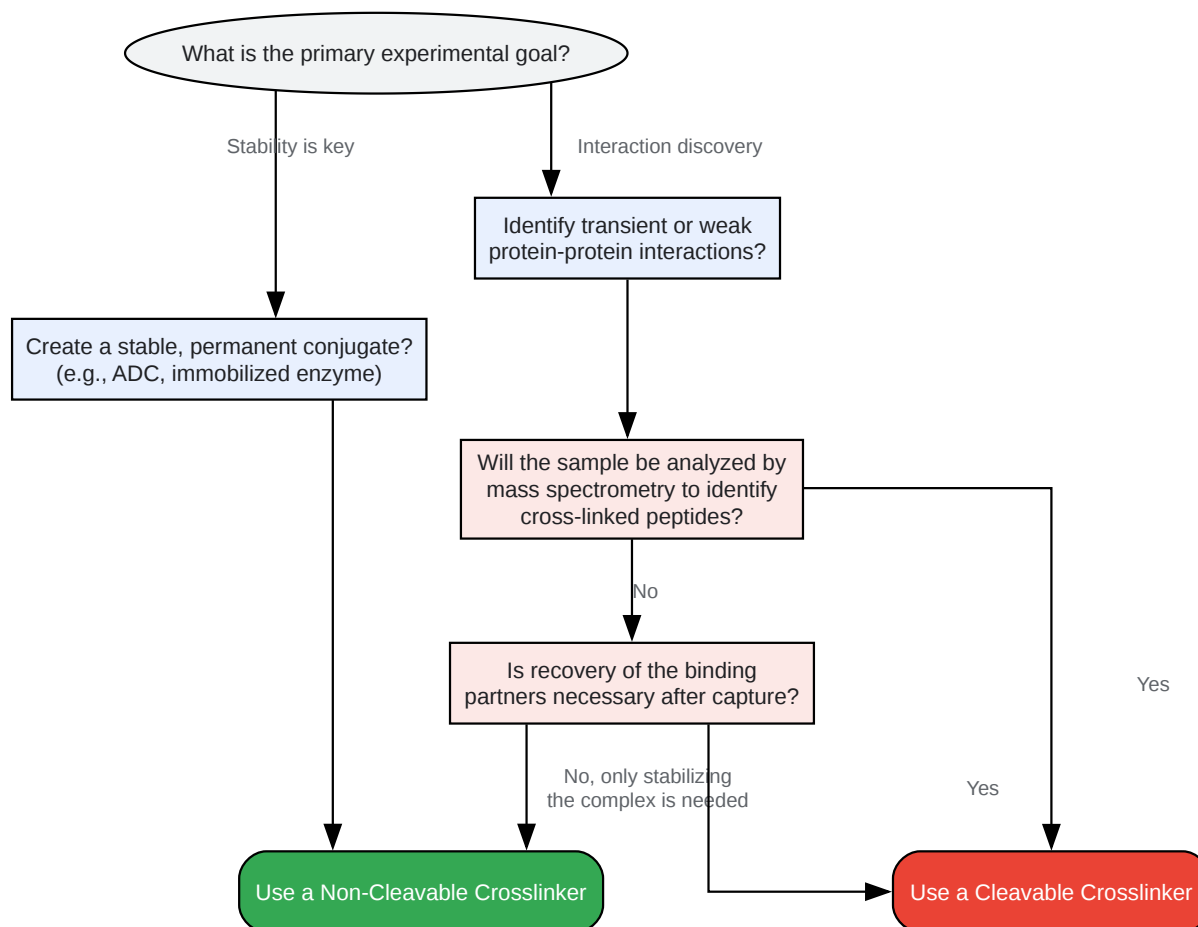 What is the primary experimental goal?
Stability is key
Interaction discovery
Identify transient or weak
protein-protein interactions?
Create a stable, permanent conjugate?
(e.g., ADC, immobilized enzyme)
Will the sample be analyzed by
mass spectrometry to identify
cross-linked peptides?
No
Is recovery of the binding
partners necessary after capture?
Yes
No, only stabilizing
the complex is needed
Yes
Use a Non-Cleavable Crosslinker
Use a Cleavable Crosslinker